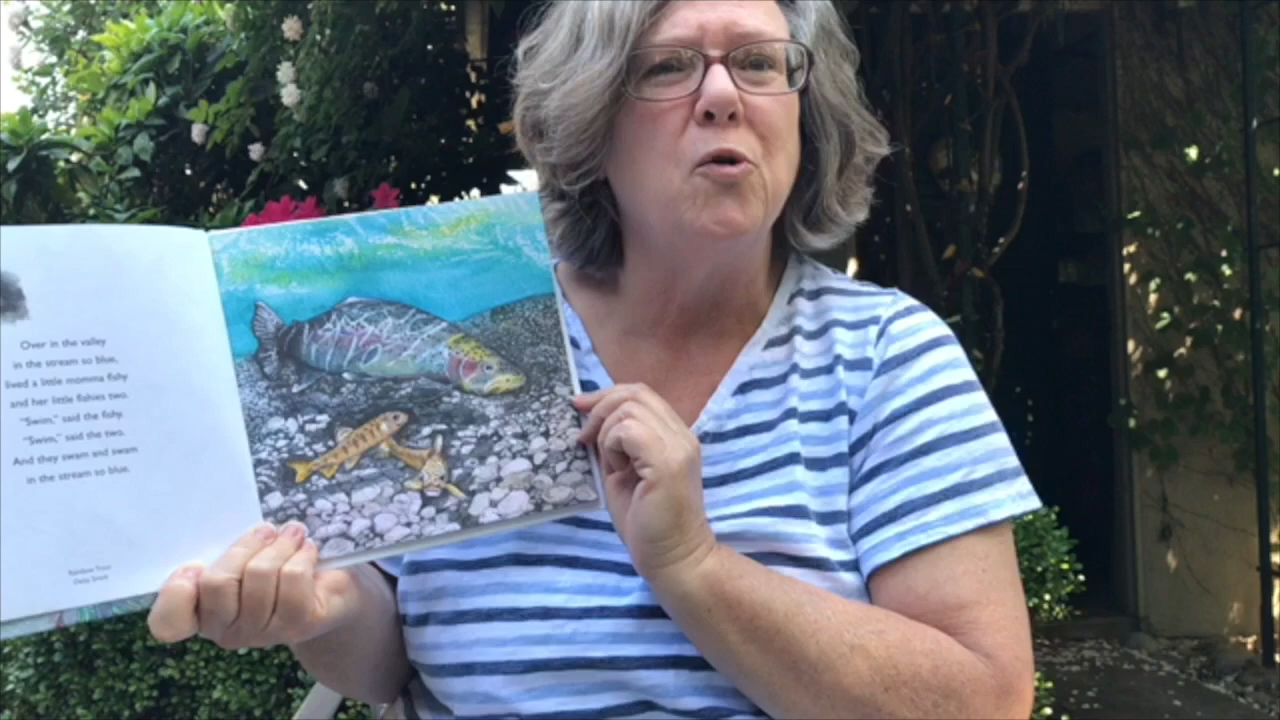 Over in the valley
in the stream so blue,
lived a little momma fishy
and her little fishies two.
"Swim," said the fishy.
"Swim," said the two.
And they swam and swam
in the stream so blue.
Rainbow Trout